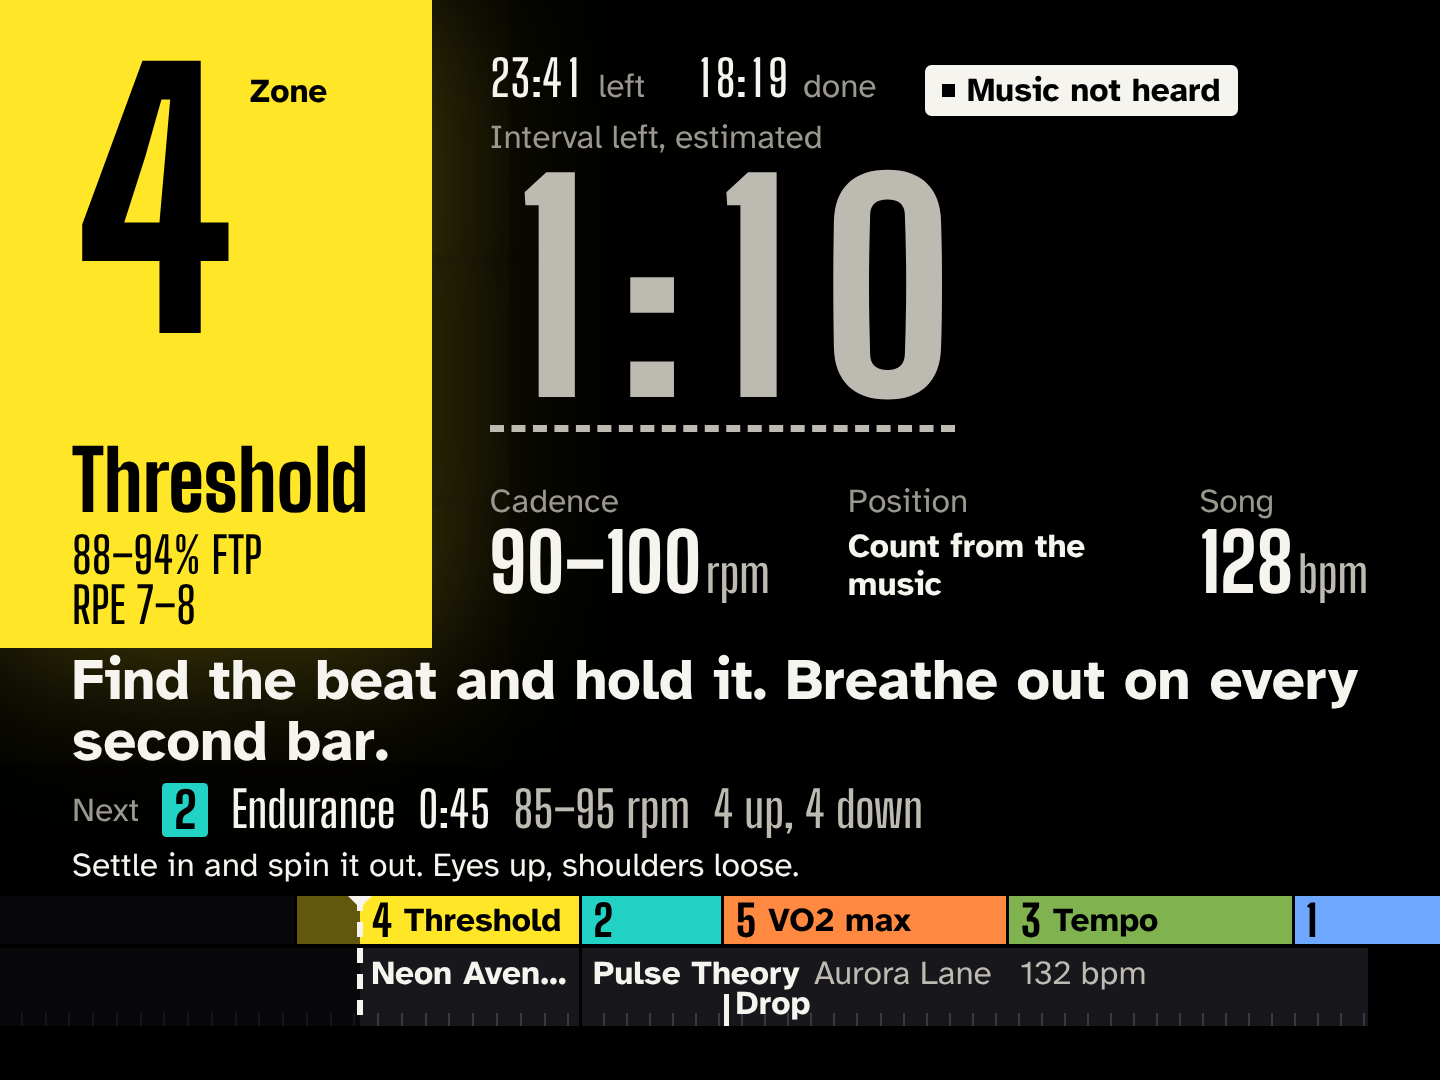 4 Zone
Threshold
88–94% FTP
RPE 7–8
23:41 left 18:19 done
Music not heard
Interval left, estimated
1:10
Cadence
90–100 rpm
Position
Count from the
music
Song
128 bpm
Find the beat and hold it. Breathe out on every
second bar.
Next 2 Endurance 0:45 85–95 rpm 4 up, 4 down
Settle in and spin it out. Eyes up, shoulders loose.
4 Threshold 2 5 VO2 max 3 Tempo 1
Neon Aven... Pulse Theory Aurora Lane 132 bpm
Drop